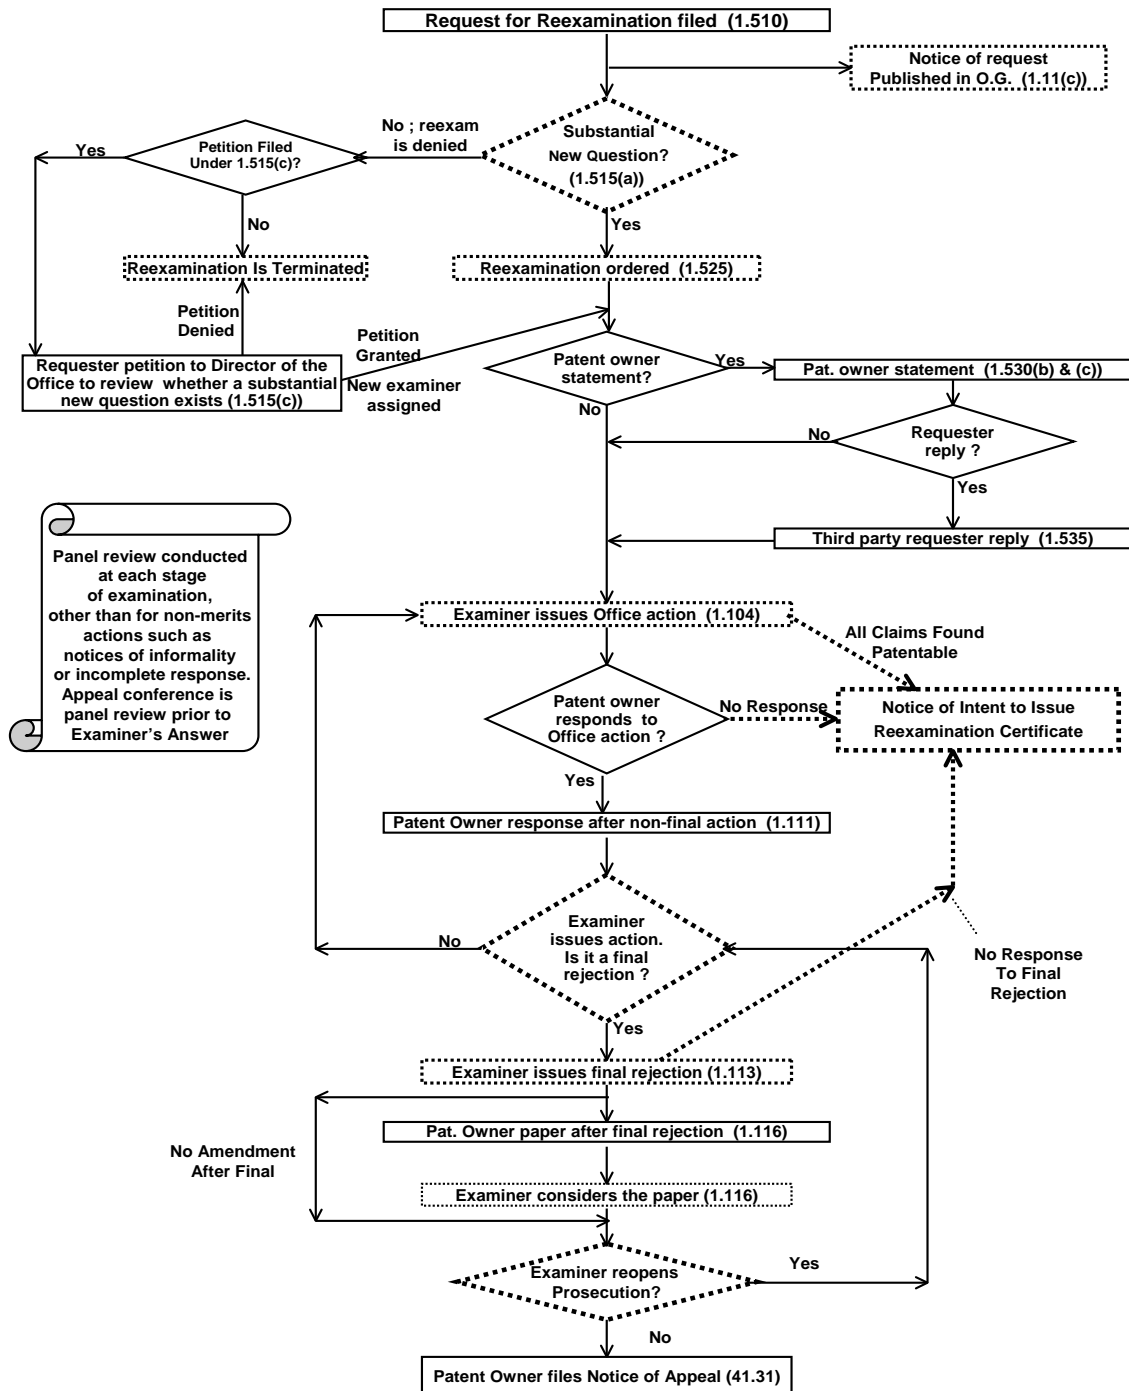 Request for Reexamination filed (1.510)
Notice of request
Published in O.G. (1.11(c))
No ; reexam
is denied
Substantial
New Question?
(1.515(a))
Yes
Petition Filed
Under 1.515(c)?
No
Yes
Reexamination Is Terminated
Reexamination ordered (1.525)
Petition
Denied
Petition
Granted
New examiner
assigned
Requester petition to Director of the
Office to review whether a substantial
new question exists (1.515(c))
Patent owner
statement?
Yes
Pat. owner statement (1.530(b) & (c))
No
No
Requester
reply ?
Yes
Third party requester reply (1.535)
Panel review conducted
at each stage
of examination,
other than for non-merits
actions such as
notices of informality
or incomplete response.
Appeal conference is
panel review prior to
Examiner's Answer
Examiner issues Office action (1.104)
All Claims Found
Patentable
Patent owner
responds to
Office action ?
No Response
Notice of Intent to Issue
Reexamination Certificate
Yes
Patent Owner response after non-final action (1.111)
Examiner
issues action.
Is it a final
rejection ?
No
No Response
To Final
Rejection
Yes
Examiner issues final rejection (1.113)
Pat. Owner paper after final rejection (1.116)
No Amendment
After Final
Examiner considers the paper (1.116)
Examiner reopens
Prosecution?
Yes
No
Patent Owner files Notice of Appeal (41.31)